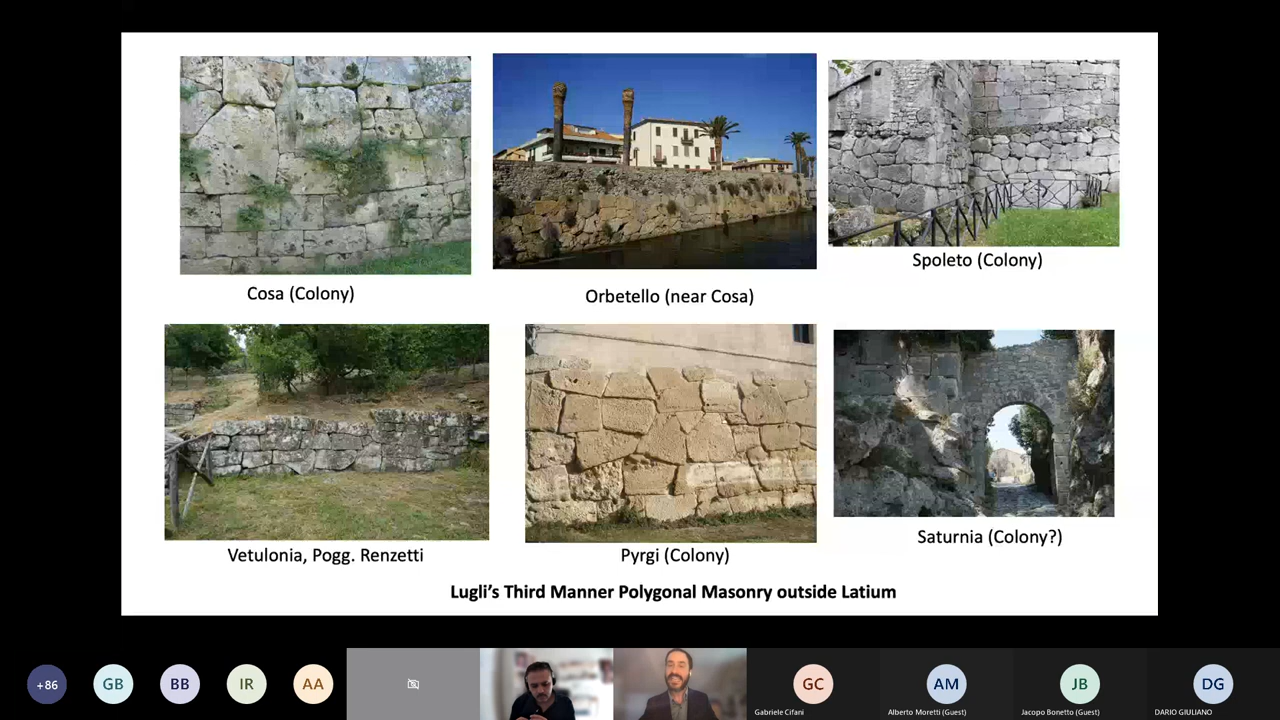 Cosa (Colony)
Orbetello (near Cosa)
Spoleto (Colony)
Vetulonia, Pogg. Renzetti
Pyrgi (Colony)
Saturnia (Colony?)
Lugli's Third Manner Polygonal Masonry outside Latium
+86
GB
BB
IR
AA
GC
AM
JB
DG
Gabriele Cifani
Alberto Moretti (Guest)
Jacopo Bonetto (Guest)
DARIO GIULIANO